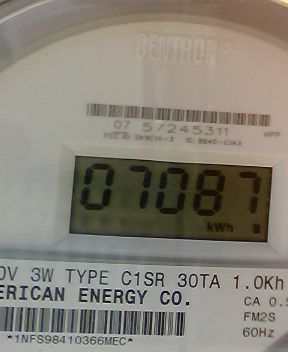 CENTRON
07 57245311
HPP
07087
kWh
0V 3W TYPE C1SR 30TA 1.0Kh
ERICAN ENERGY CO.
CA 0.5
FM2S
60Hz
*1NFS98410366MEC*